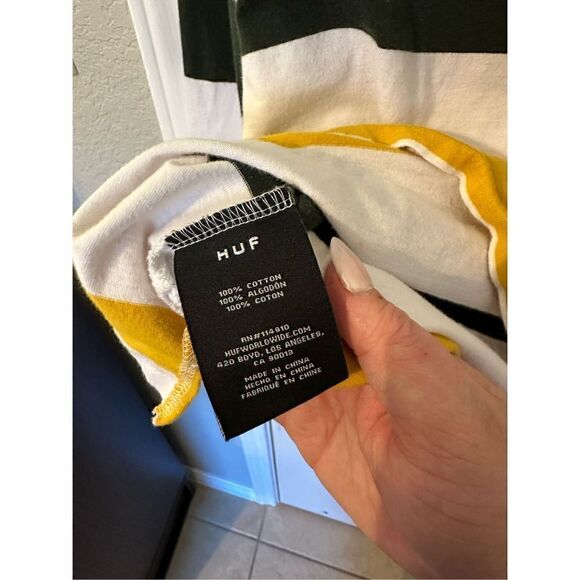 HUF
100% COTTON
100% ALGODÓN
100% COTON
RN#114910
HUFWORLDWIDE.COM
420 BOYD, LOS ANGELES,
CA 90013
MADE IN CHINA
HECHO EN CHINA
FABRIQUÉ EN CHINE